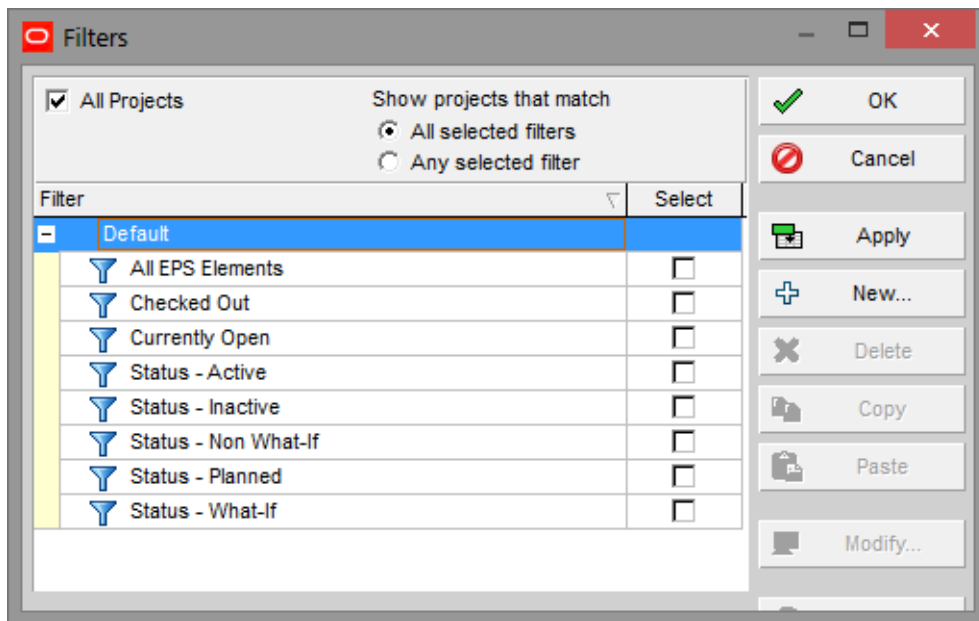 Filters
All Projects
Show projects that match
All selected filters
Any selected filter
Filter Select
Default
All EPS Elements
Checked Out
Currently Open
Status - Active
Status - Inactive
Status - Non What-If
Status - Planned
Status - What-If
OK
Cancel
Apply
New...
Delete
Copy
Paste
Modify...